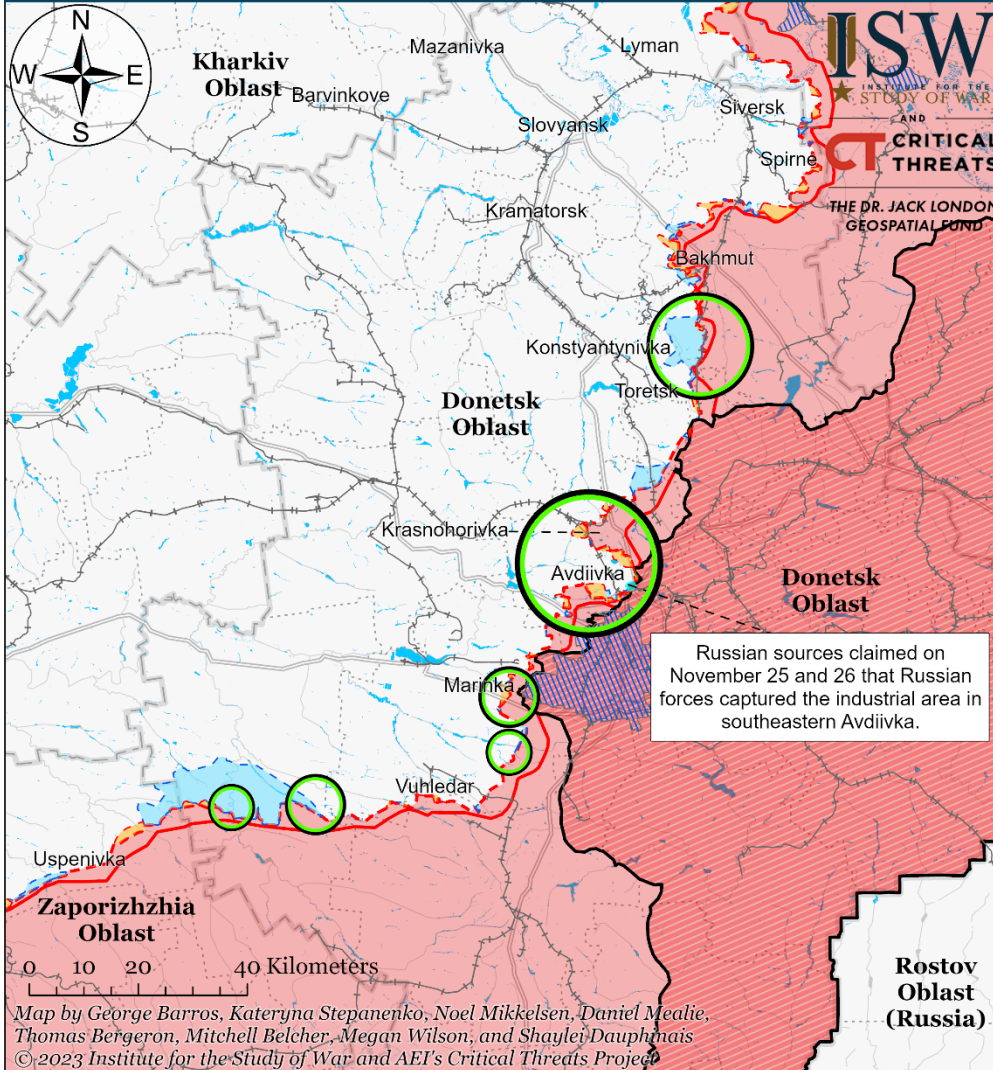 N
W
E
S
Kharkiv
Oblast
Mazanivka
Lyman
Barvinkove
Slovyansk
Siversk
Spirne
ISW
INSTITUTE FOR THE
STUDY OF WAR
AND
CT CRITICAL
THREATS
THE DR. JACK LONDON
GEOSPATIAL FUND
Kramatorsk
Bakhmut
Konstyantynivka
Toretsk
Donetsk
Oblast
Krasnohorivka
Avdiivka
Donetsk
Oblast
Russian sources claimed on
November 25 and 26 that Russian
forces captured the industrial area in
southeastern Avdiivka.
Marinka
Vuhledar
Uspenivka
Zaporizhzhia
Oblast
0 10 20 40 Kilometers
Rostov
Oblast
(Russia)
Map by George Barros, Kateryna Stepanenko, Noel Mikkelsen, Daniel Mealie,
Thomas Bergeron, Mitchell Belcher, Megan Wilson, and Shaylei Dauphinais
© 2023 Institute for the Study of War and AEI's Critical Threats Project